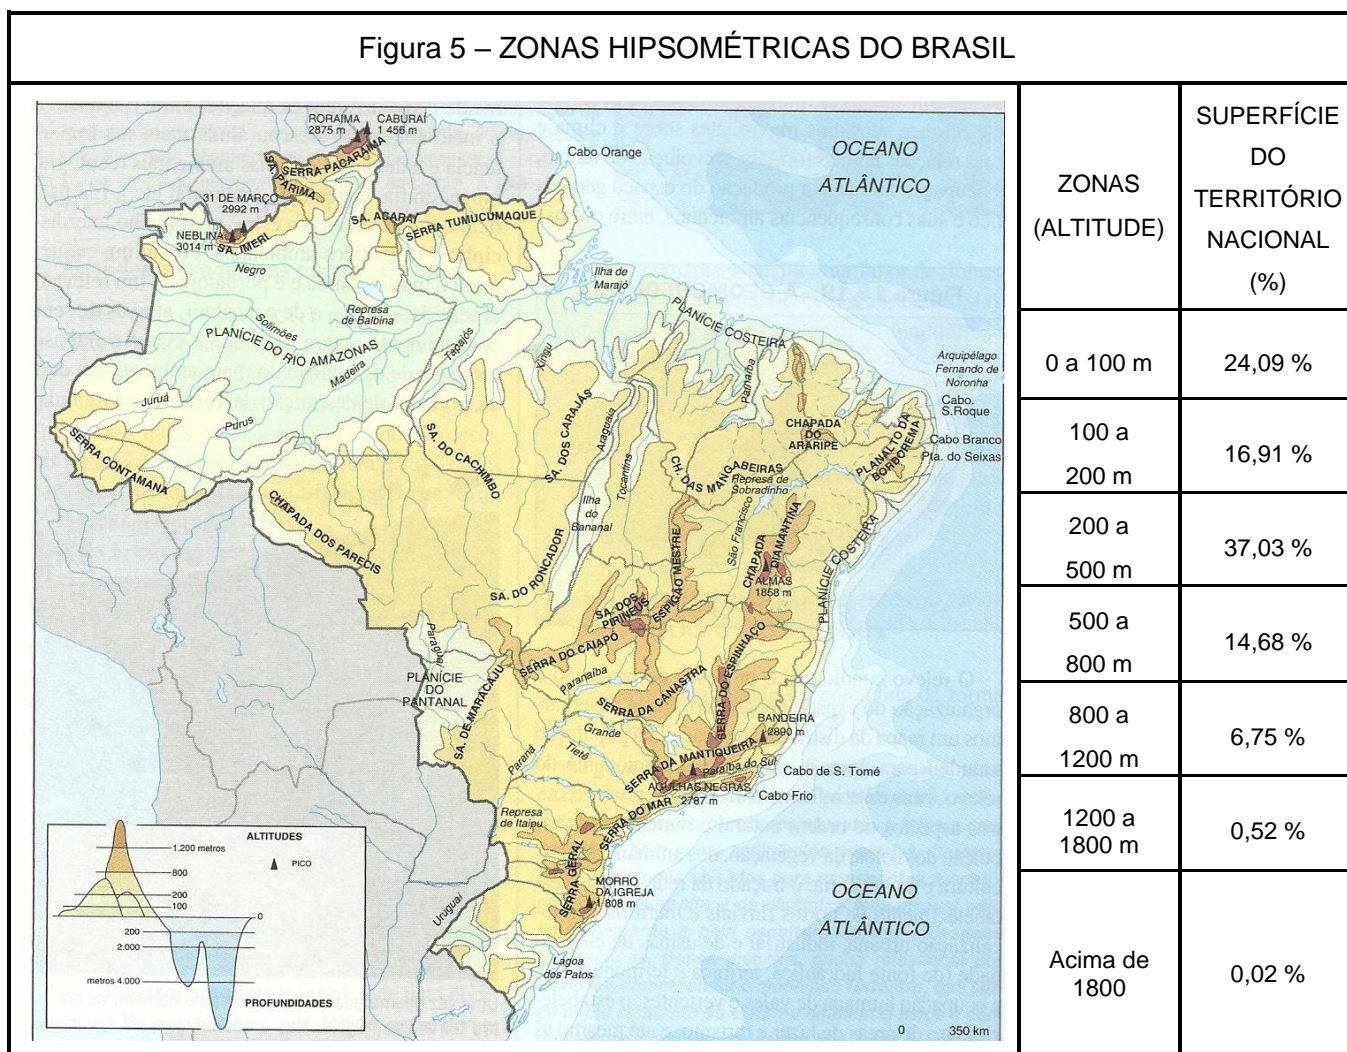 Figura 5 – ZONAS HIPSOMÉTRICAS DO BRASIL
RORAIMA
2875 m
CABURAÍ
1 456 m
SERRA PACARAIMA
SA. PARIMA
31 DE MARÇO
2992 m
NEBLINA
3014 m
SA. IMERI
SA. ACARAÍ
SERRA TUMUCUMAQUE
Cabo Orange
OCEANO
ATLÂNTICO
Negro
Ilha de
Marajó
Solimões
Represa
de Balbina
PLANÍCIE DO RIO AMAZONAS
Madeira
Tapajós
Xingu
PLANÍCIE COSTEIRA
Parnaíba
Arquipélago
Fernando de
Noronha
Cabo.
S.Roque
Juruá
Purus
SERRA CONTAMANA
SA. DO CACHIMBO
SA. DOS CARAJÁS
Araguaia
Tocantins
CHAPADA
DO
ARARIPE
PLANALTO DA
BORBOREMA
Cabo Branco
Pta. do Seixas
CH. DAS MANGABEIRAS
Represa de
Sobradinho
CHAPADA DOS PARECIS
Ilha
do
Bananal
São Francisco
CHAPADA
DIAMANTINA
ALMAS
1858 m
PLANÍCIE COSTEIRA
SA. DO RONCADOR
SA. DOS
PIRINEUS
ESPIGÃO MESTRE
SERRA DO CAIAPÓ
Paraguai
PLANÍCIE
DO
PANTANAL
SA. DE MARACAJU
Paranaíba
SERRA DA CANASTRA
SERRA DO ESPINHAÇO
Grande
BANDEIRA
2890 m
Tietê
Paraná
SERRA DA MANTIQUEIRA
Paraíba do Sul
AGULHAS NEGRAS
2787 m
Cabo de S. Tomé
Cabo Frio
SERRA DO MAR
Represa
de Itaipu
SERRA GERAL
MORRO
DA IGREJA
1 808 m
Uruguai
Lagoa
dos Patos
OCEANO
ATLÂNTICO
0 350 km
ALTITUDES
PICO
1.200 metros
800
200
100
0
200
2.000
metros 4.000
PROFUNDIDADES
ZONAS
(ALTITUDE)
SUPERFÍCIE
DO
TERRITÓRIO
NACIONAL
(%)
0 a 100 m
24,09 %
100 a
200 m
16,91 %
200 a
500 m
37,03 %
500 a
800 m
14,68 %
800 a
1200 m
6,75 %
1200 a
1800 m
0,52 %
Acima de
1800
0,02 %